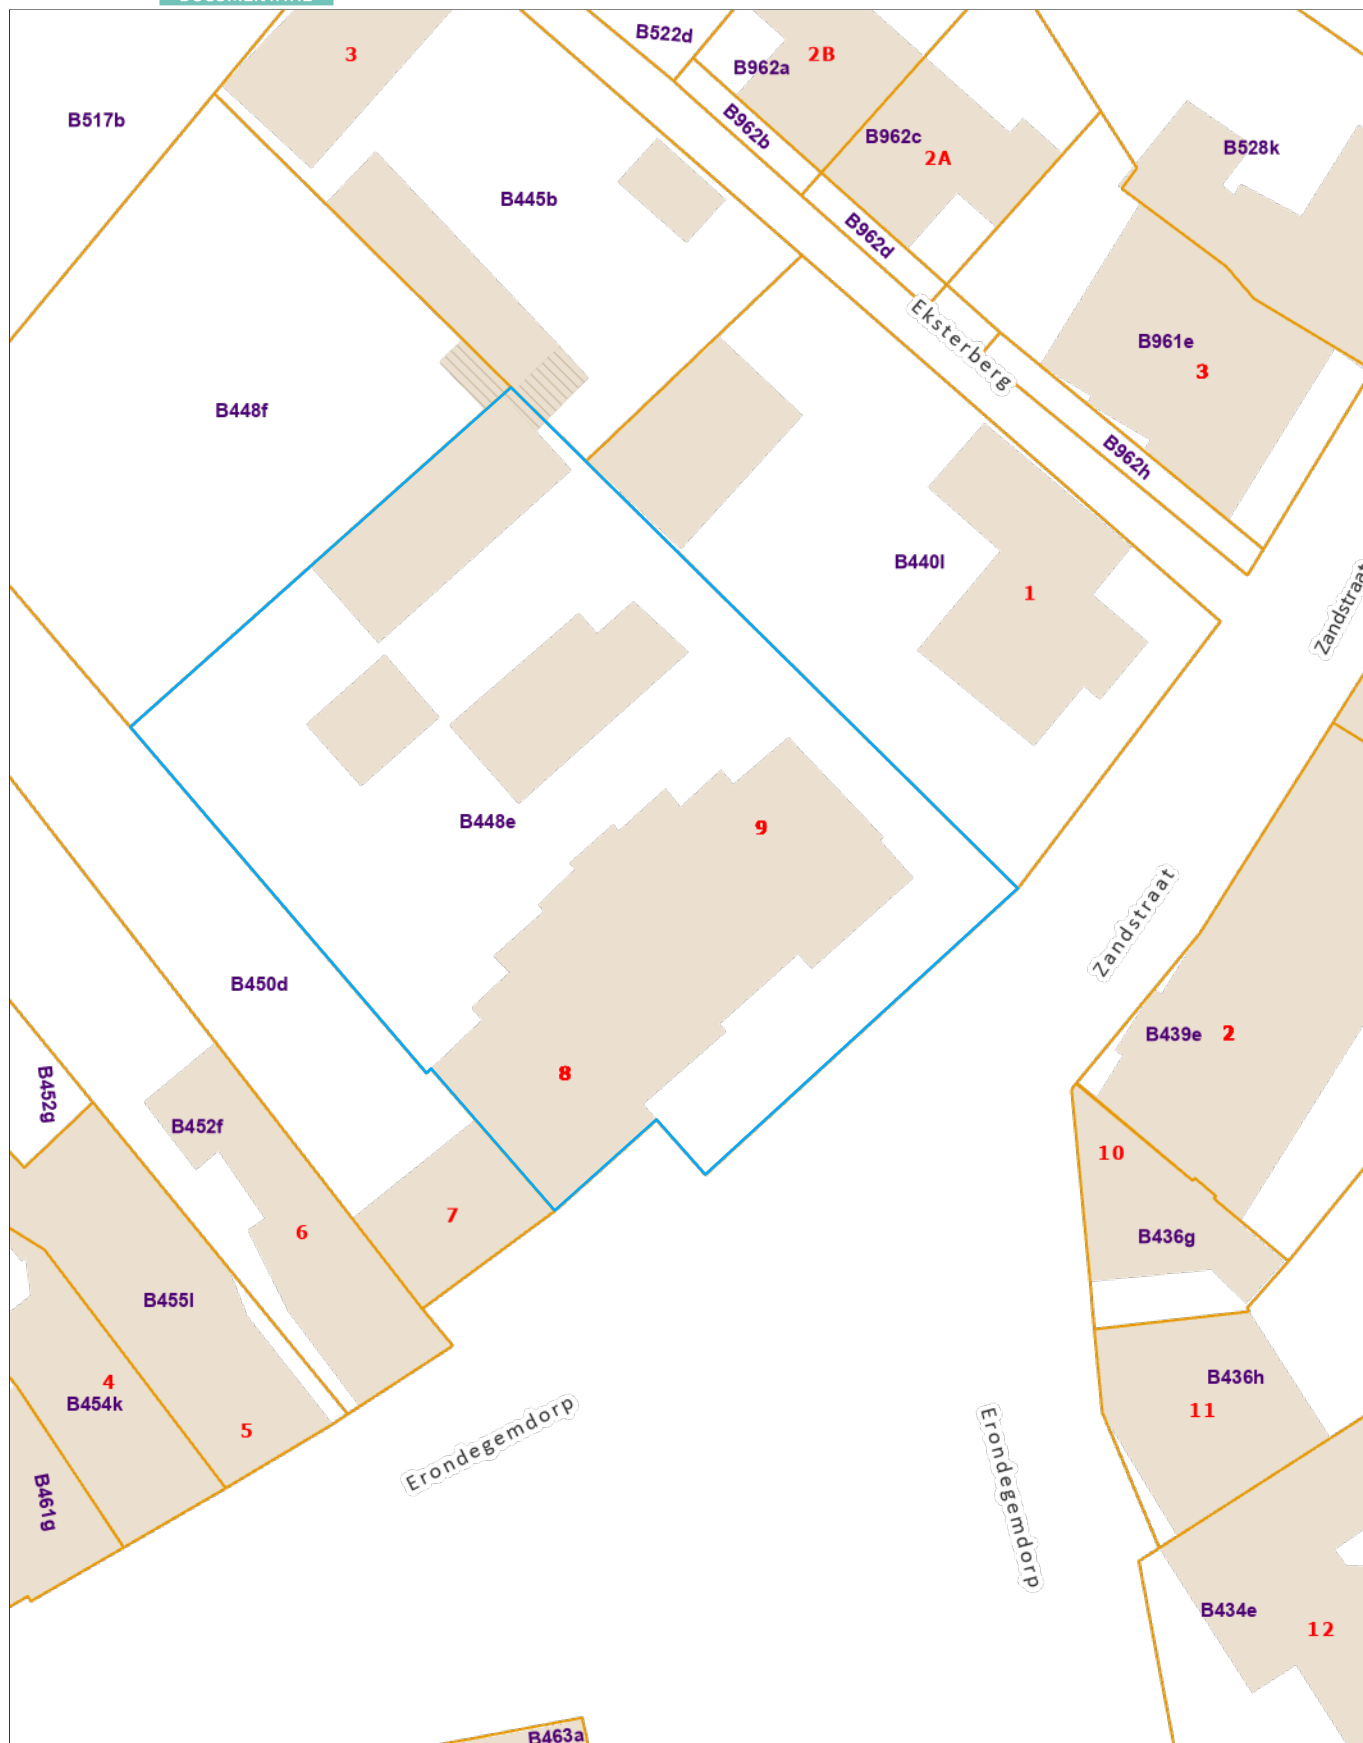 3
B522d
2B
B962a
B517b
B962b
B962c
2A
B528k
B445b
B962d
Eksterberg
B961e
3
B448f
B962h
B440l
1
Zandstraat
B448e
9
Zandstraat
B450d
B439e
2
8
B452g
B452f
10
7
6
B436g
B455l
B436h
4
B454k
11
5
Erondegemdorp
Erondegemdorp
B461g
B434e
12
B463a